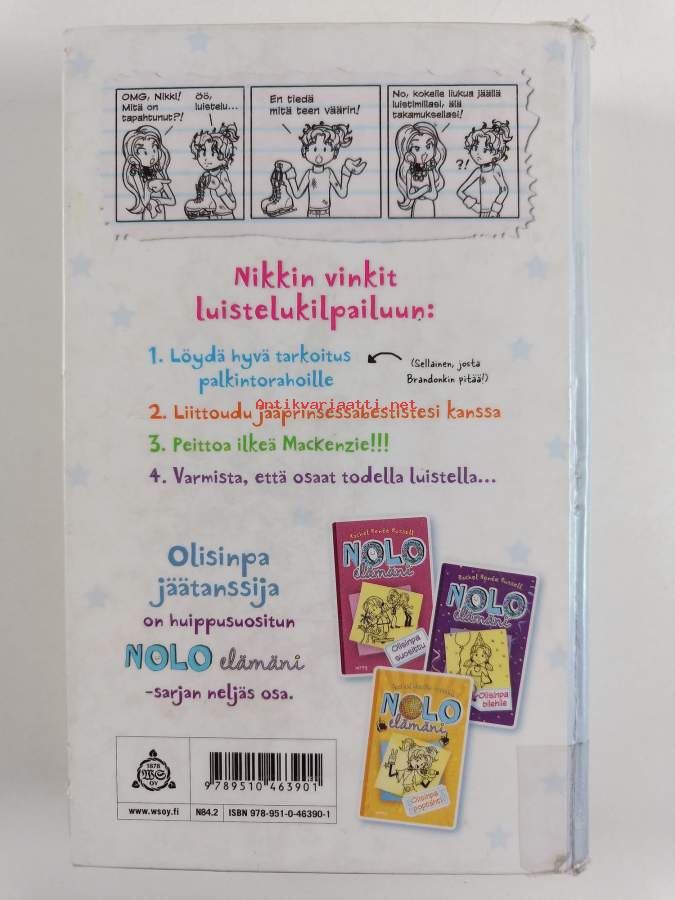 OMG, Nikki!
Mitä on
tapahtunut?!
Öö,
luistelu...
En tiedä
mitä teen väärin!
No, kokeile liukua jäällä
luistimillasi, älä
takamuksellasi!
?!
Nikkin vinkit
luistelukilpailuun:
1. Löydä hyvä tarkoitus
palkintorahoille
(Sellainen, josta
Brandonkin pitää!)
Antikvariaatti.net
2. Liittoudu jääprinsessabestistesi kanssa
3. Peittoa ilkeä MacKenzie!!!
4. Varmista, että osaat todella luistella...
Olisinpa
jäätanssija
on huippusuositun
NOLO elämäni
-sarjan neljäs osa.
Rachel Renée Russell
NOLO
elämäni
Olisinpa
suosittu
Rachel Renée Russell
NOLO
elämäni
Olisinpa
bilehile
NOLO
elämäni
Olisinpa
poptähti
1878
WS
OY
9789510463901
www.wsoy.fi
N84.2
ISBN 978-951-0-46390-1